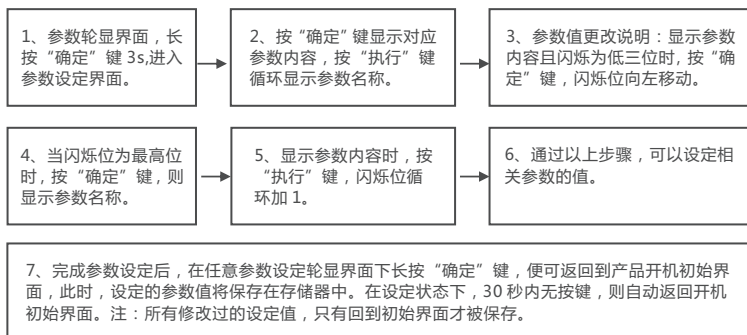 1、参数轮显界面，长
按“确定”键 3s,进入
参数设定界面。
2、按“确定”键显示对应
参数内容，按“执行”键
循环显示参数名称。
3、参数值更改说明：显示参数
内容且闪烁为低三位时，按“确
定”键，闪烁位向左移动。
4、当闪烁位为最高位
时，按“确定”键，则
显示参数名称。
5、显示参数内容时，按
“执行”键，闪烁位循
环加 1。
6、通过以上步骤，可以设定相
关参数的值。
7、完成参数设定后，在任意参数设定轮显界面下长按“确定”键，便可返回到产品开机初始界
面，此时，设定的参数值将保存在存储器中。在设定状态下，30 秒内无按键，则自动返回开机
初始界面。注：所有修改过的设定值，只有回到初始界面才被保存。